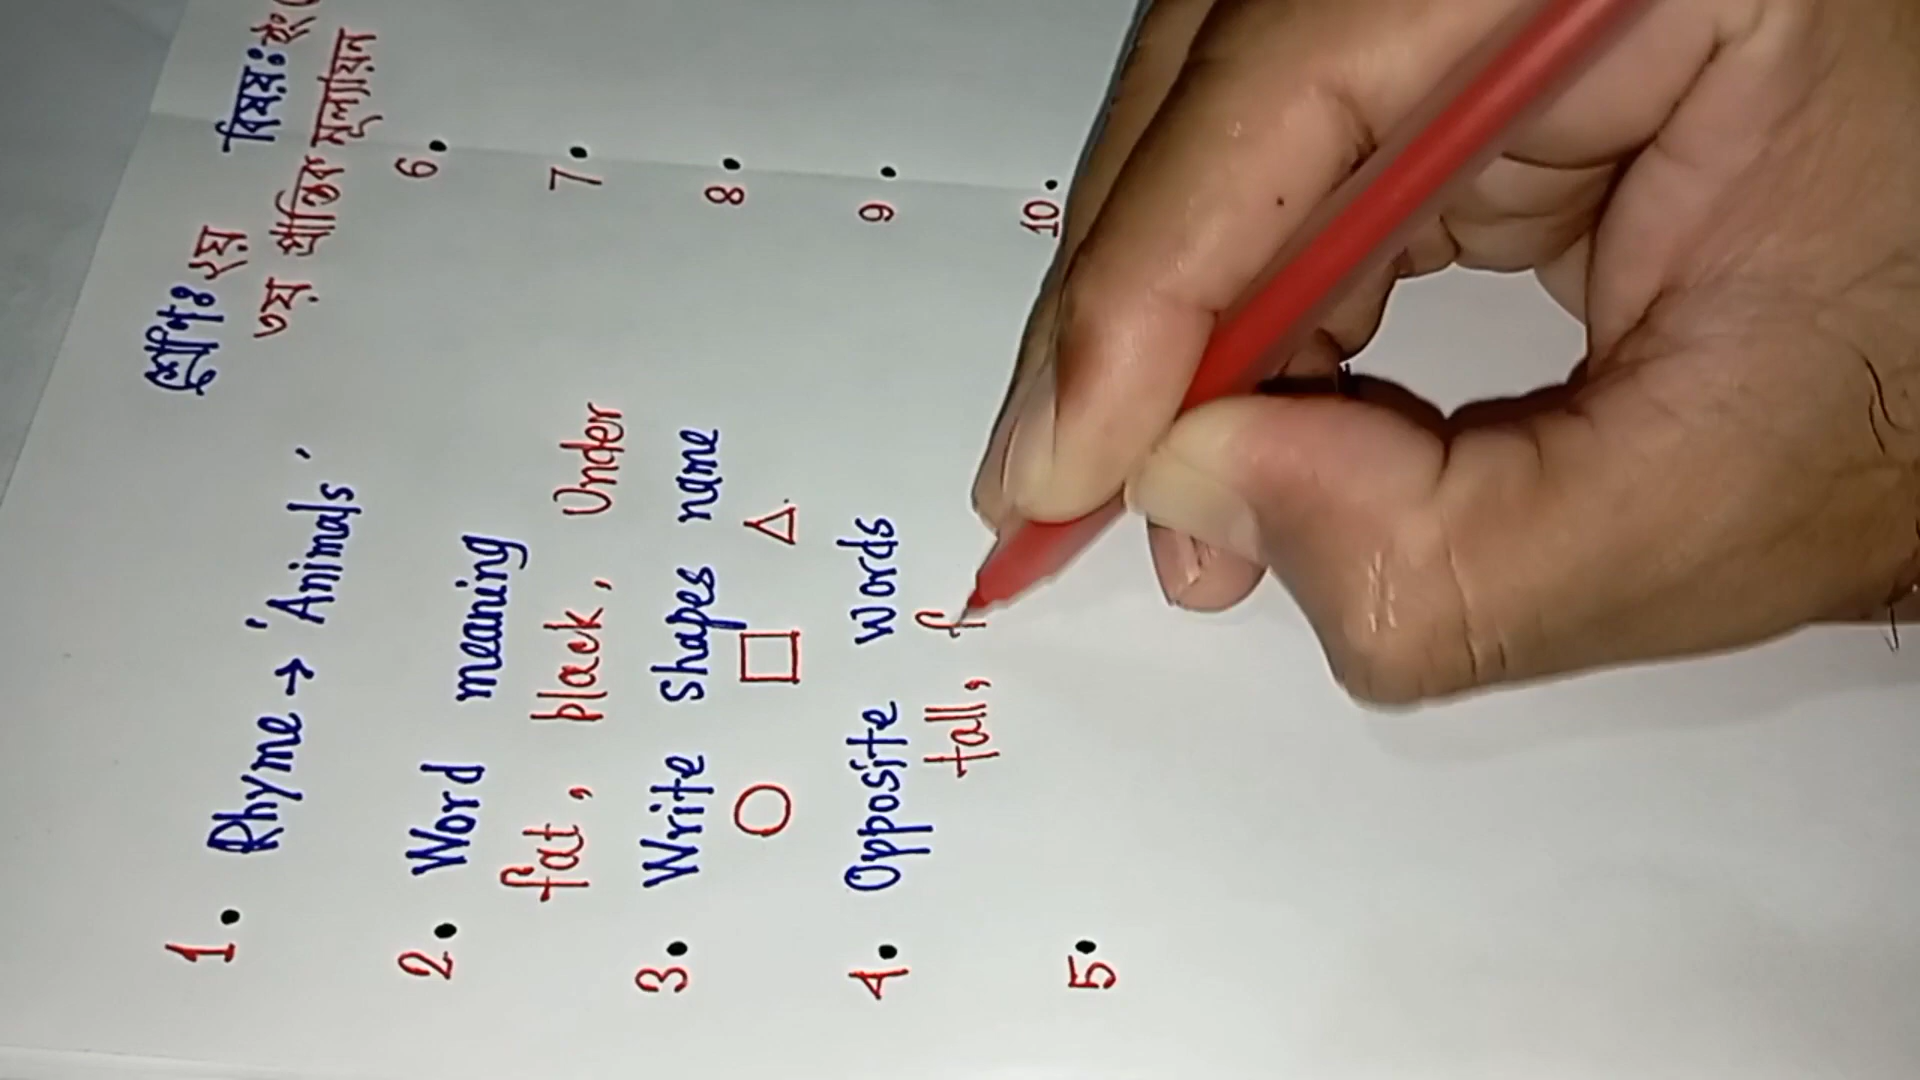 শ্রেণিঃ ২য় বিষয়ঃ
৩য় প্রান্তিক মূল্যায়ন
1. Rhyme → 'Animals'
2. Word meaning
fat, black, Under
3. Write shapes name
4. Opposite words
tall, f
5.
6.
7.
8.
9.
10.